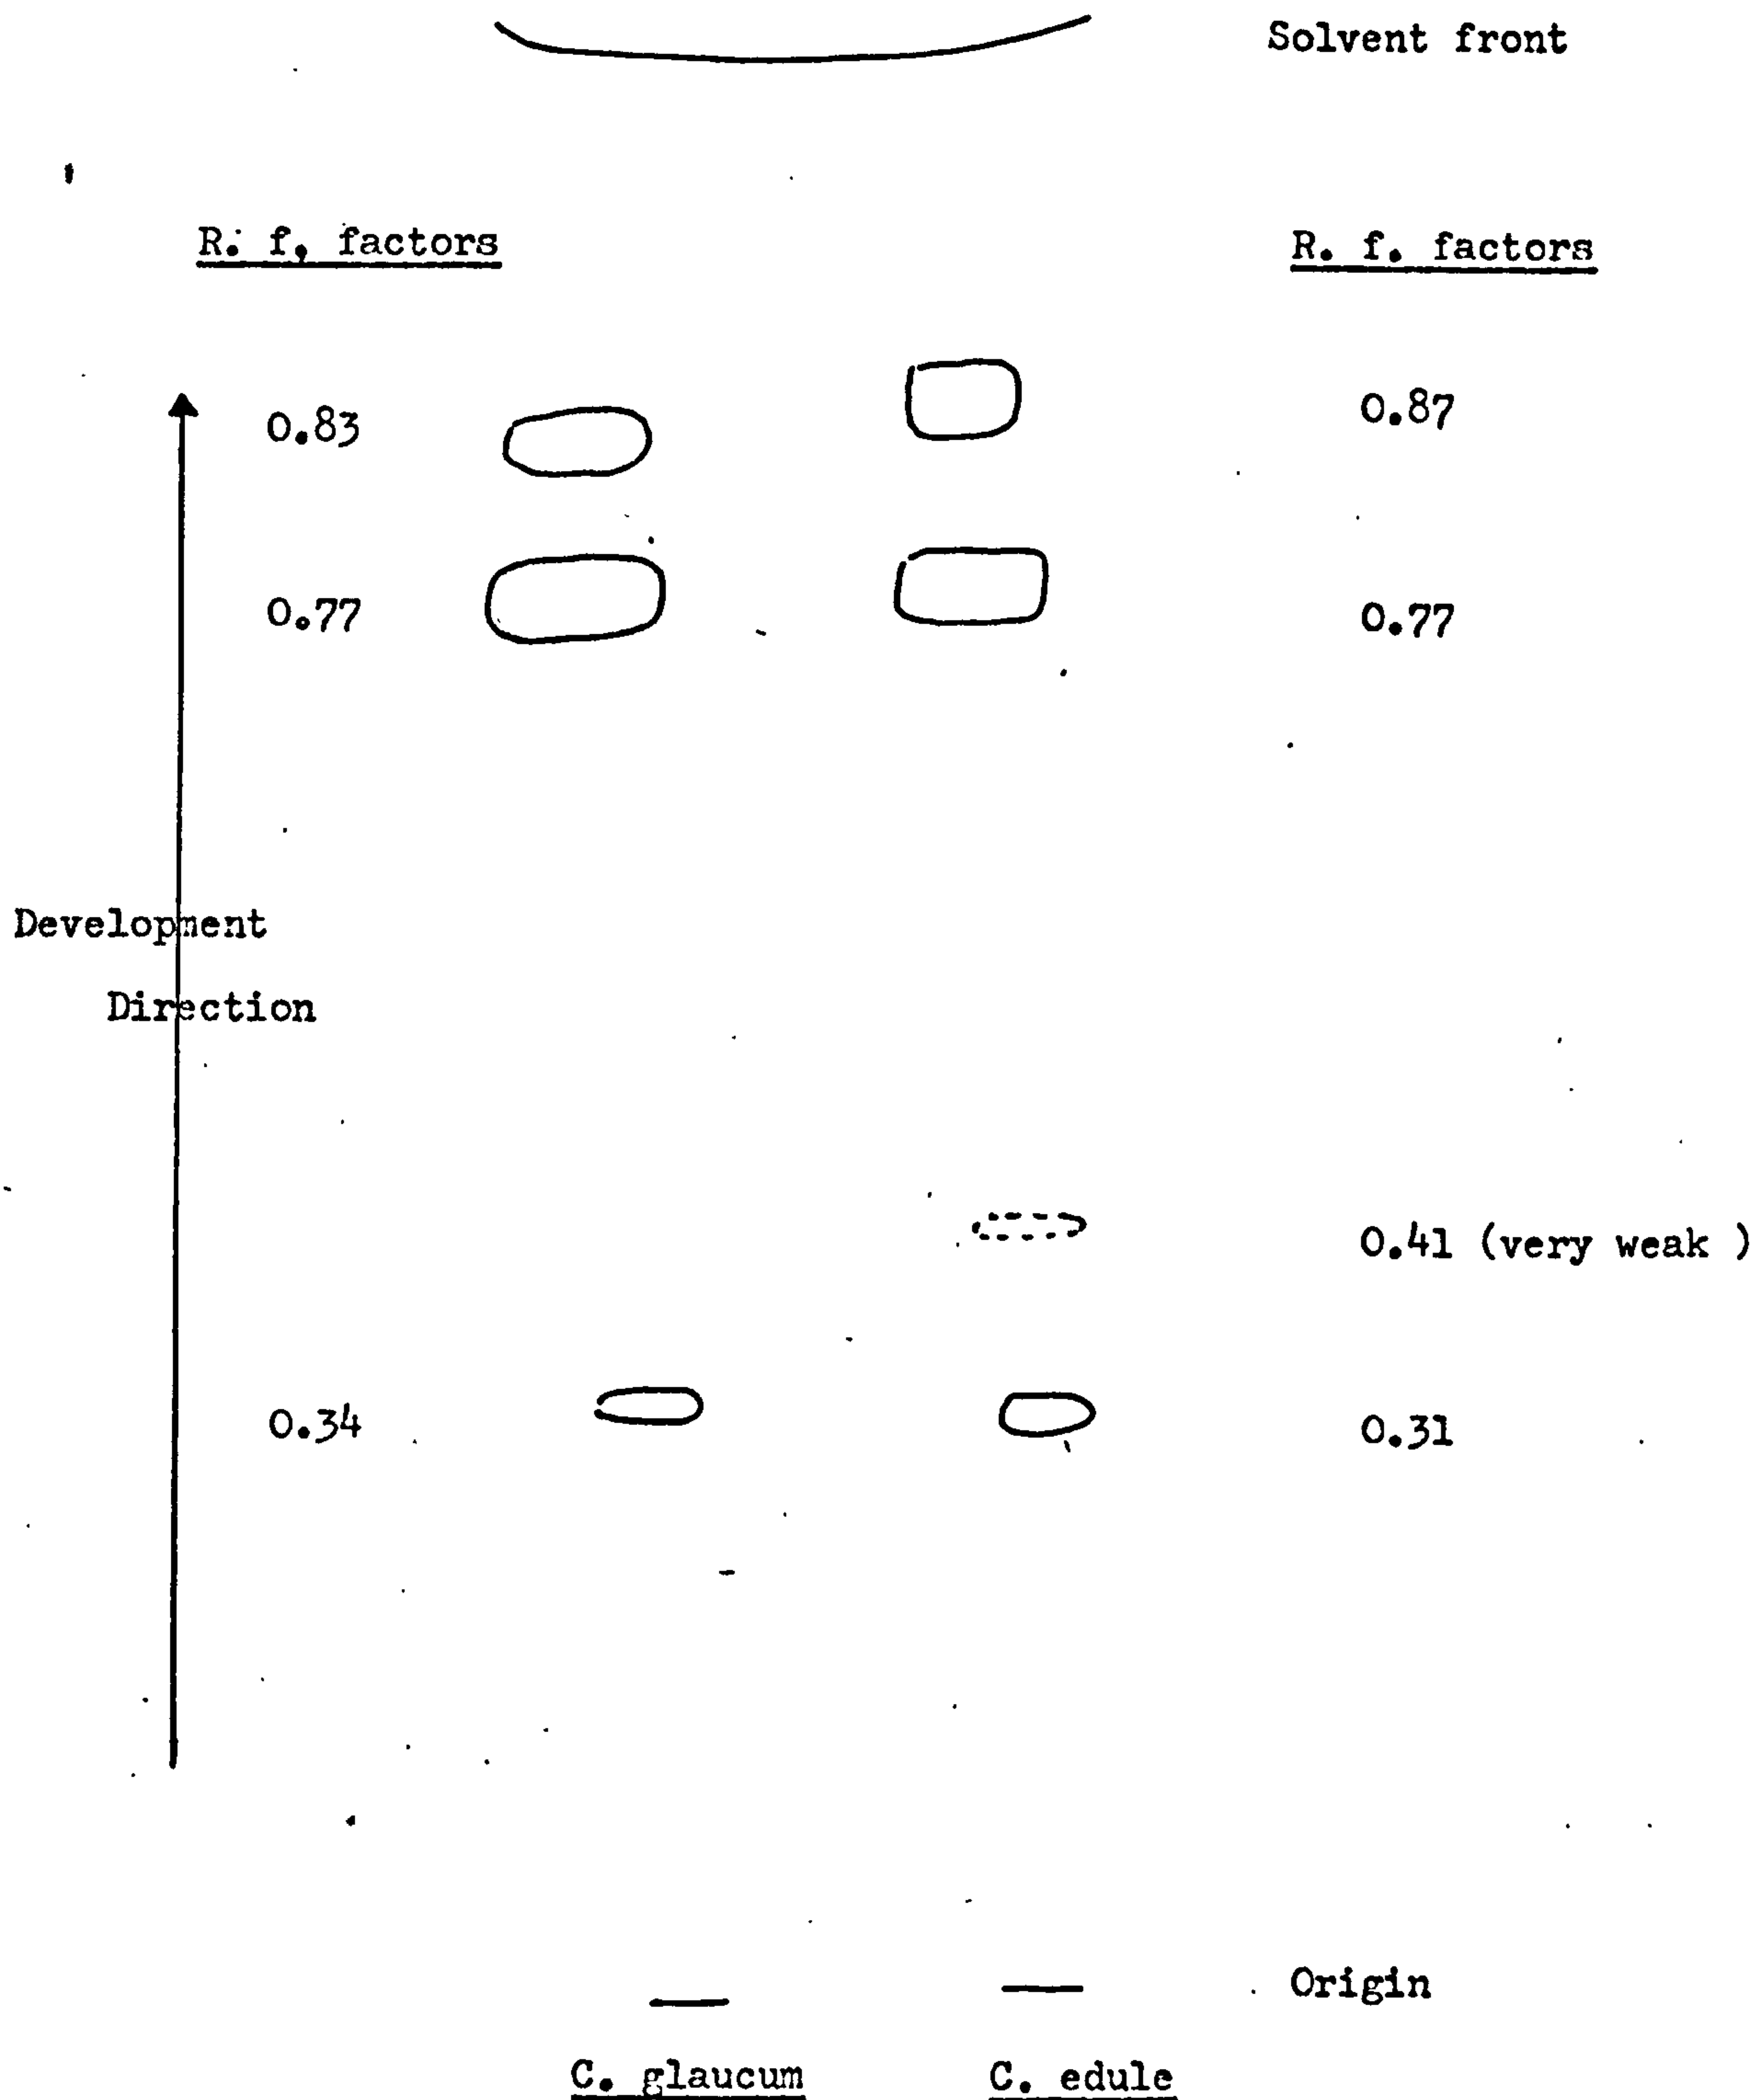 Solvent front
R. f, factors
R. f. factors
0.83
0.87
0.77
0.77
Development
Direction
0.41 (very weak )
0.34
0.31
Origin
C. glaucum
C. edule